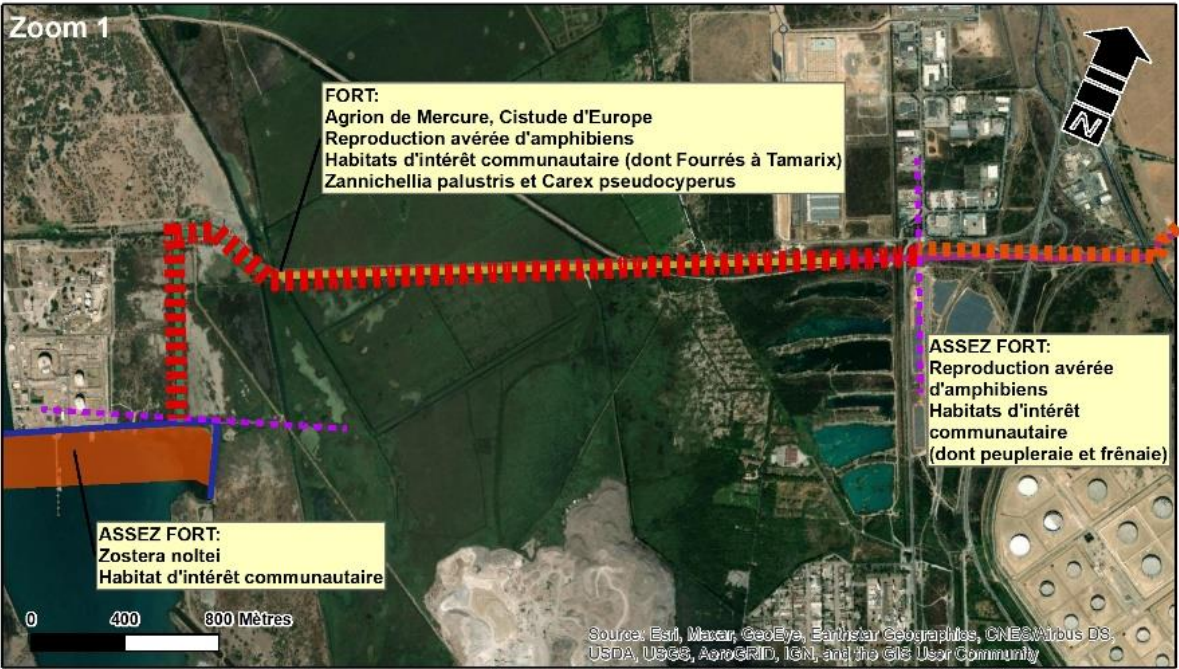 Zoom 1
N
FORT:
Agrion de Mercure, Cistude d'Europe
Reproduction avérée d'amphibiens
Habitats d'intérêt communautaire (dont Fourrés à Tamarix)
Zannichellia palustris et Carex pseudocyperus
ASSEZ FORT:
Reproduction avérée
d'amphibiens
Habitats d'intérêt
communautaire
(dont peupleraie et frênaie)
ASSEZ FORT:
Zostera noltei
Habitat d'intérêt communautaire
0 400 800 Mètres
Source: Esri, Maxar, GeoEye, Earthstar Geographics, CNES/Airbus DS,
USDA, USGS, AeroGRID, IGN, and the GIS User Community